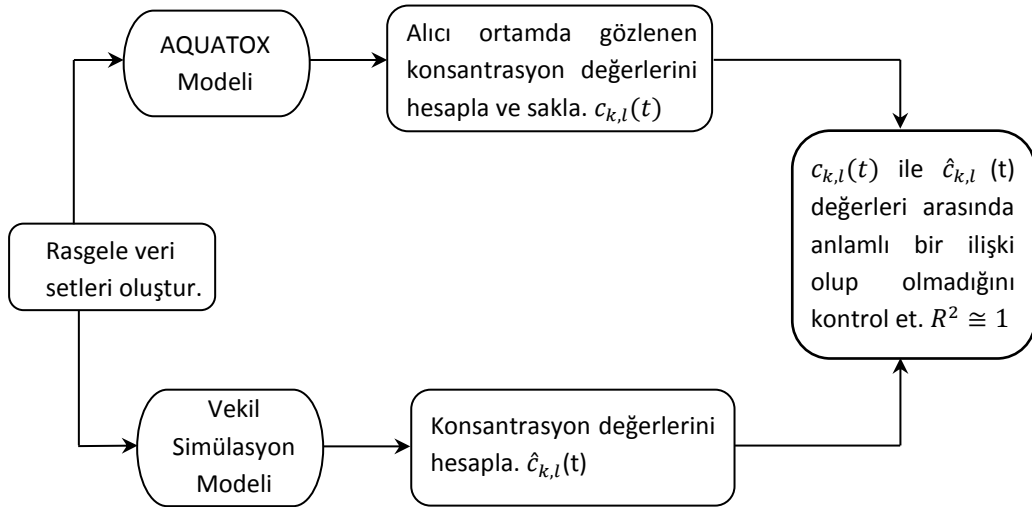 AQUATOX
Modeli
Alıcı ortamda gözlenen
konsantrasyon değerlerini
hesapla ve sakla. $c_{k,l}(t)$
$c_{k,l}(t)$ ile $\hat{c}_{k,l}$ (t)
değerleri arasında
anlamlı bir ilişki
olup olmadığını
kontrol et. $R^2 \cong 1$
Rasgele veri
setleri oluştur.
Vekil
Simülasyon
Modeli
Konsantrasyon değerlerini
hesapla. $\hat{c}_{k,l}$(t)